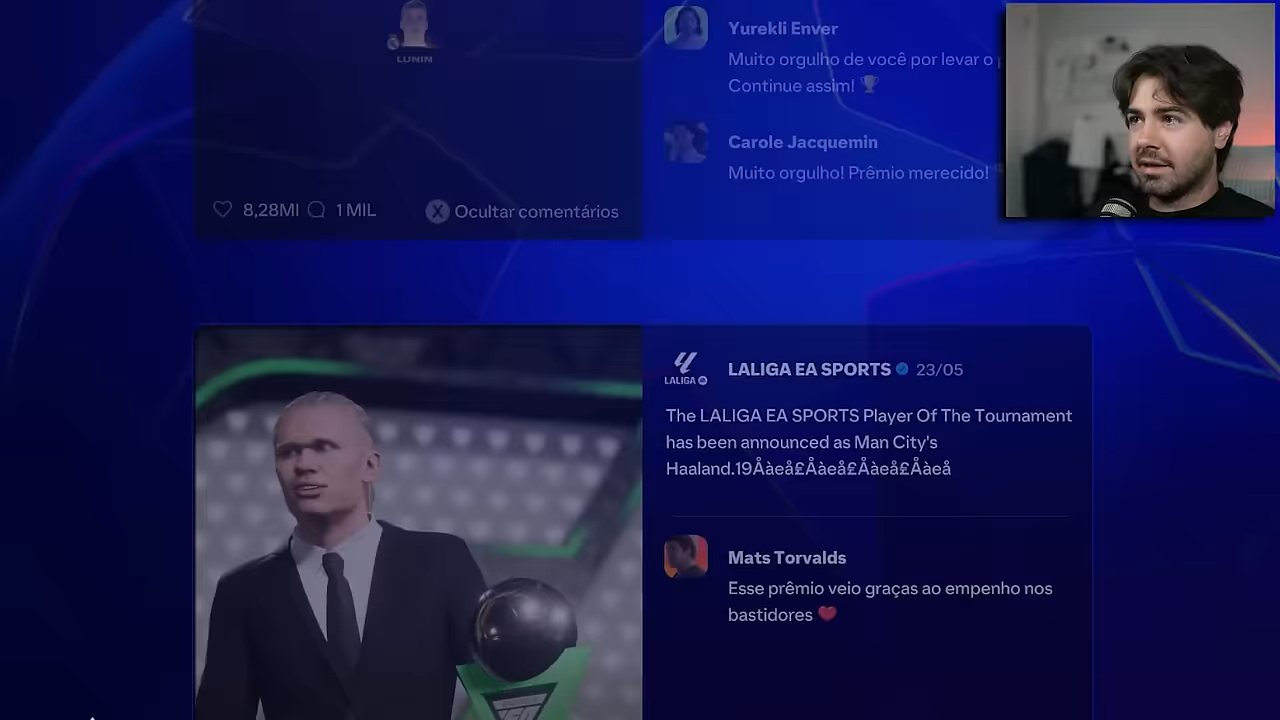 LUNIN
8,28MI 1 MIL X Ocultar comentários
Yurekli Enver
Muito orgulho de você por levar o
Continue assim!
Carole Jacquemin
Muito orgulho! Prêmio merecido!
LALIGA
LALIGA EA SPORTS 23/05
The LALIGA EA SPORTS Player Of The Tournament
has been announced as Man City's
Haaland.19Åàeå£Åàeå£Åàeå£Åàeå
Mats Torvalds
Esse prêmio veio graças ao empenho nos
bastidores